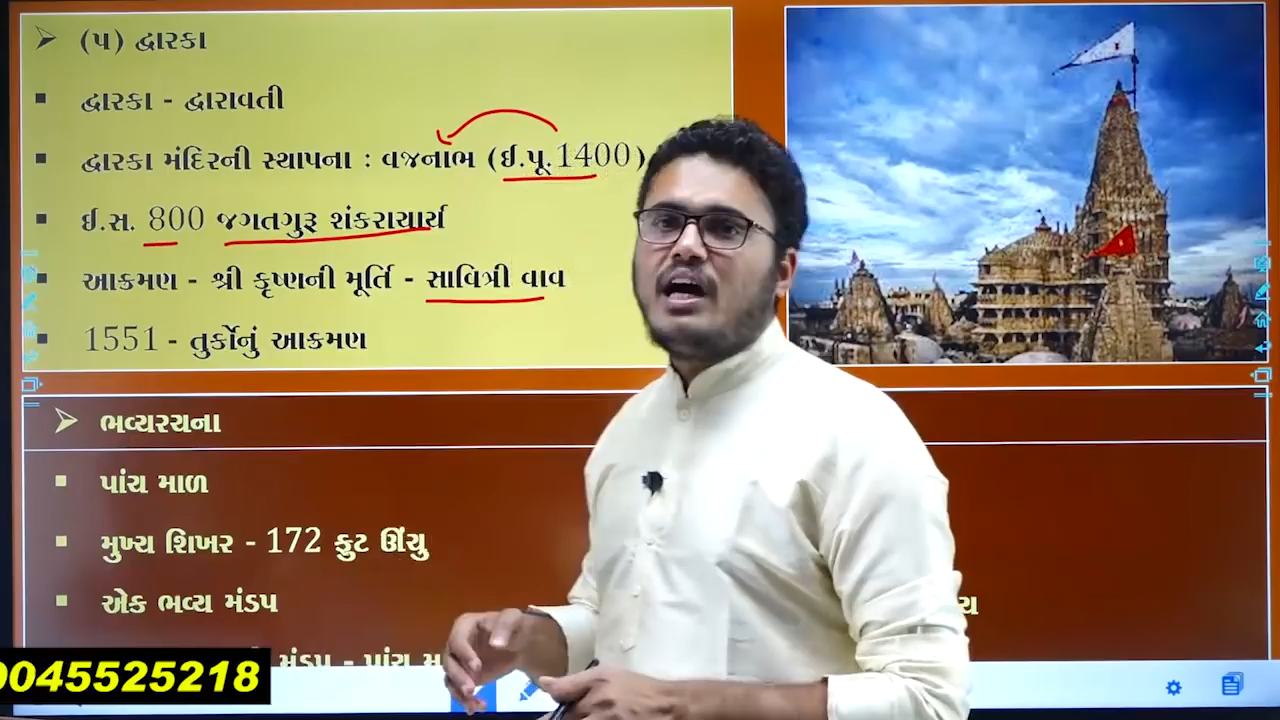 (૫) દ્વારકા
દ્વારકા - દ્વારાવતી
દ્વારકા મંદિરની સ્થાપના : વજનાભ (ઈ.પૂ.1400)
ઈ.સ. 800 જગતગુરૂ શંકરાચાર્ય
આક્રમણ - શ્રી કૃષ્ણની મૂર્તિ - સાવિત્રી વાવ
1551 - તુર્કોનું આક્રમણ
ભવ્યરચના
પાંચ માળ
મુખ્ય શિખર - 172 ફુટ ઊંચુ
એક ભવ્ય મંડપ
મંડપ - પાંચ
9045525218